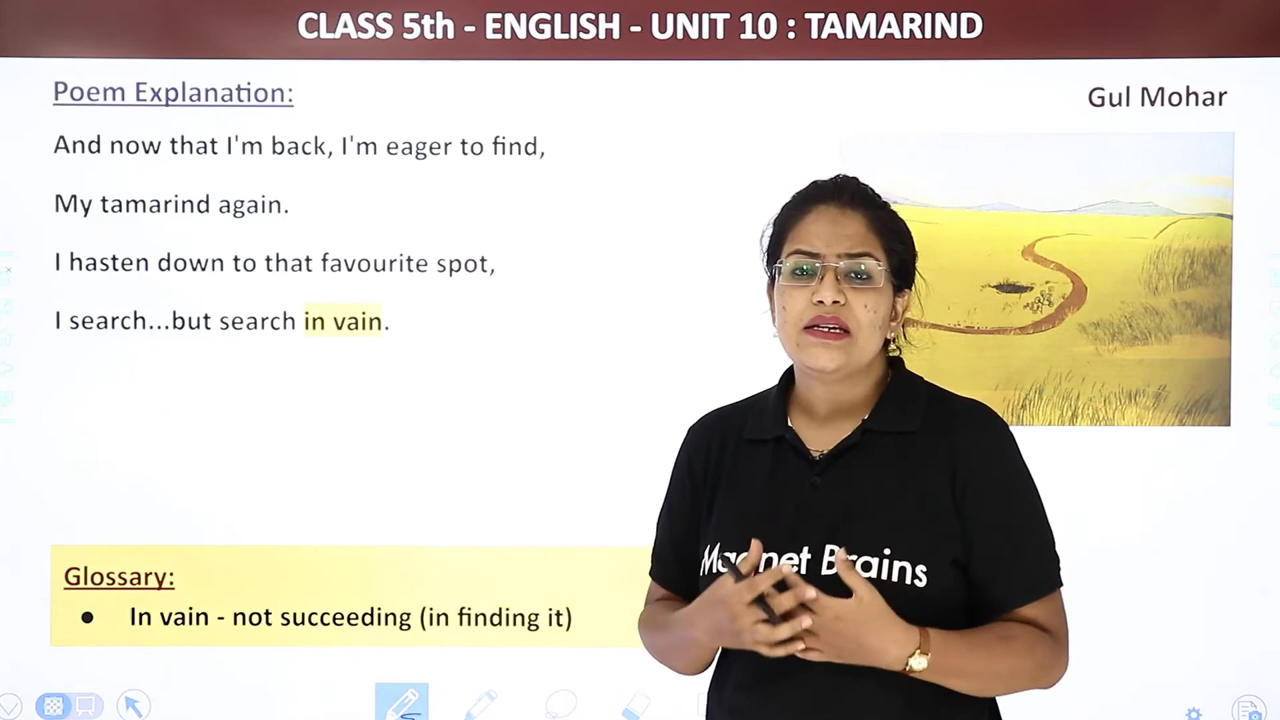 CLASS 5th - ENGLISH - UNIT 10 : TAMARIND
Poem Explanation:
Gul Mohar
And now that I'm back, I'm eager to find,
My tamarind again.
I hasten down to that favourite spot,
I search...but search in vain.
Magnet Brains
Glossary:
● In vain - not succeeding (in finding it)